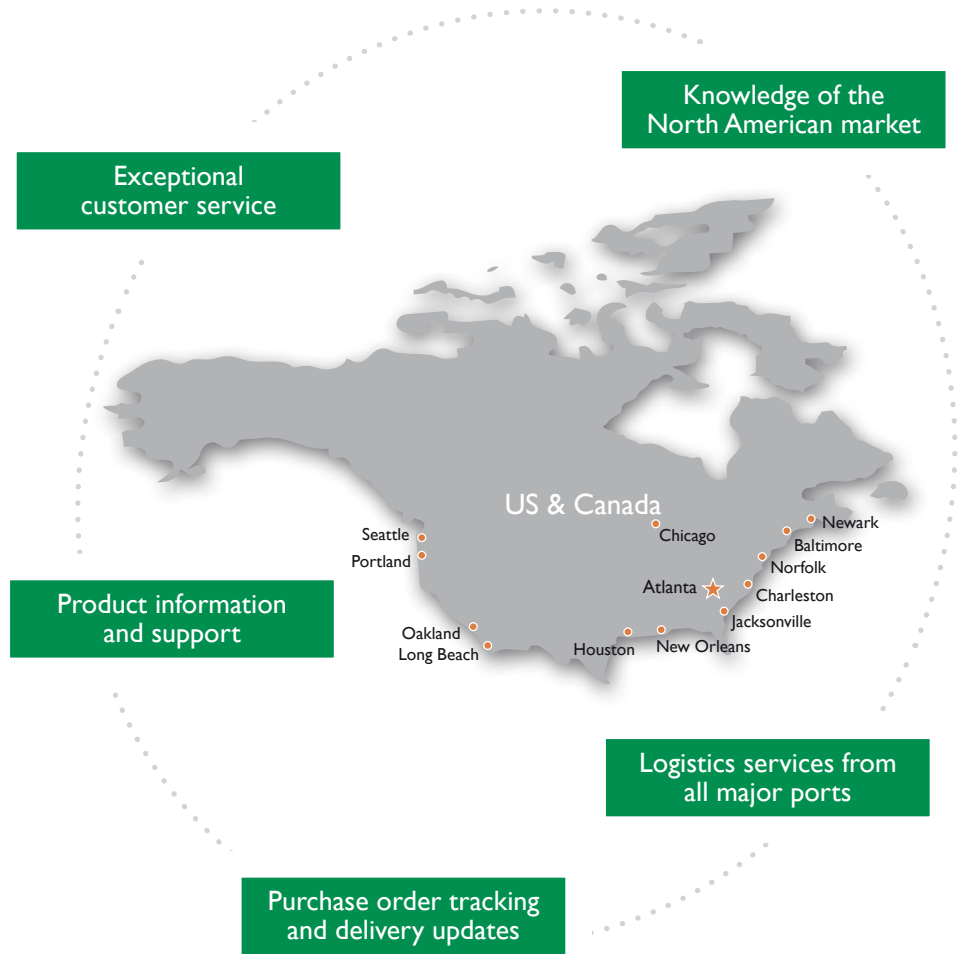 Knowledge of the
North American market
Exceptional
customer service
US & Canada
Seattle
Portland
Chicago
Newark
Baltimore
Norfolk
Atlanta
Charleston
Jacksonville
Oakland
Long Beach
Houston
New Orleans
Product information
and support
Logistics services from
all major ports
Purchase order tracking
and delivery updates